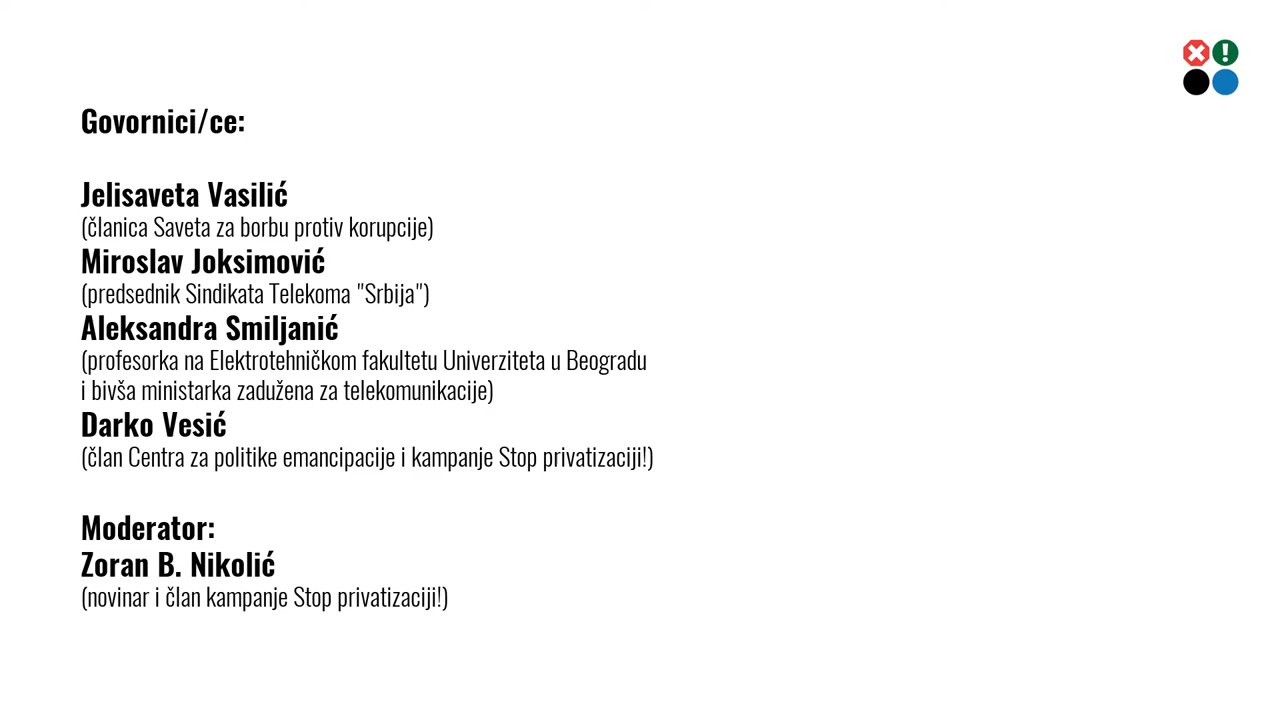 Govornici/ce:
Jelisaveta Vasilić
(članica Saveta za borbu protiv korupcije)
Miroslav Joksimović
(predsednik Sindikata Telekoma "Srbija")
Aleksandra Smiljanić
(profesorka na Elektrotehničkom fakultetu Univerziteta u Beogradu
i bivša ministarka zadužena za telekomunikacije)
Darko Vesić
(član Centra za politike emancipacije i kampanje Stop privatizaciji!)
Moderator:
Zoran B. Nikolić
(novinar i član kampanje Stop privatizaciji!)